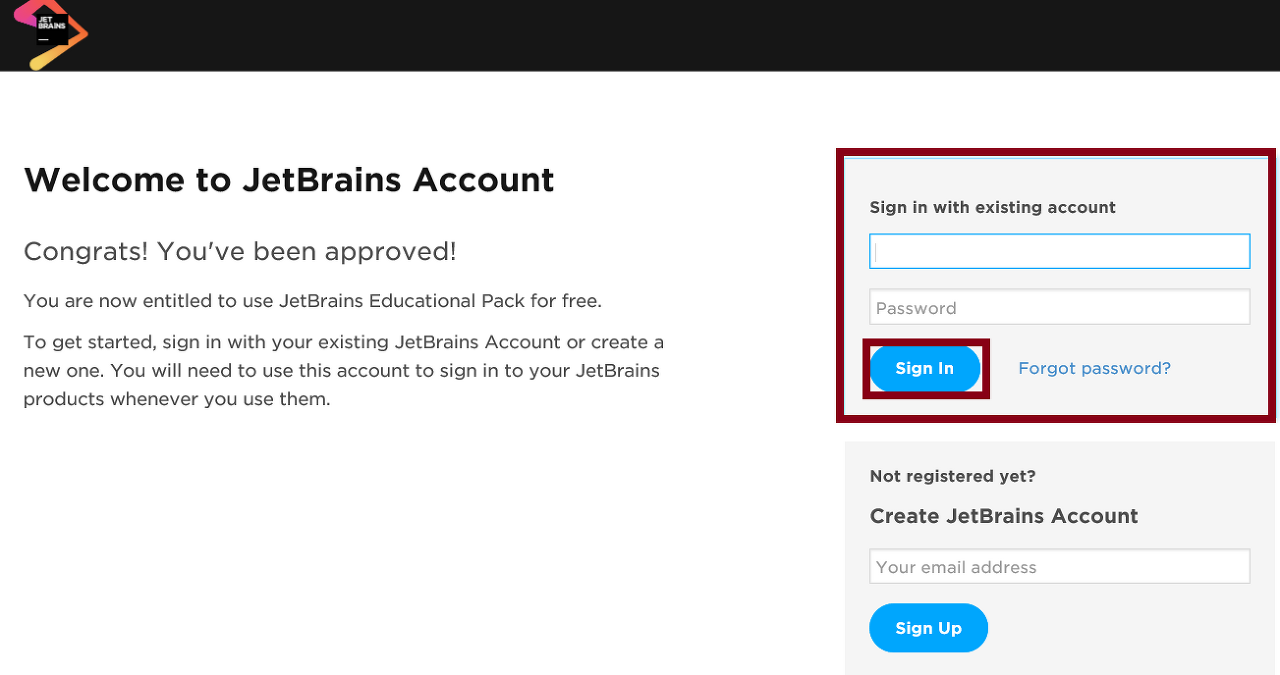 JET
BRAINS
Welcome to JetBrains Account
Congrats! You've been approved!
You are now entitled to use JetBrains Educational Pack for free.
To get started, sign in with your existing JetBrains Account or create a
new one. You will need to use this account to sign in to your JetBrains
products whenever you use them.
Sign in with existing account
Password
Sign In
Forgot password?
Not registered yet?
Create JetBrains Account
Your email address
Sign Up